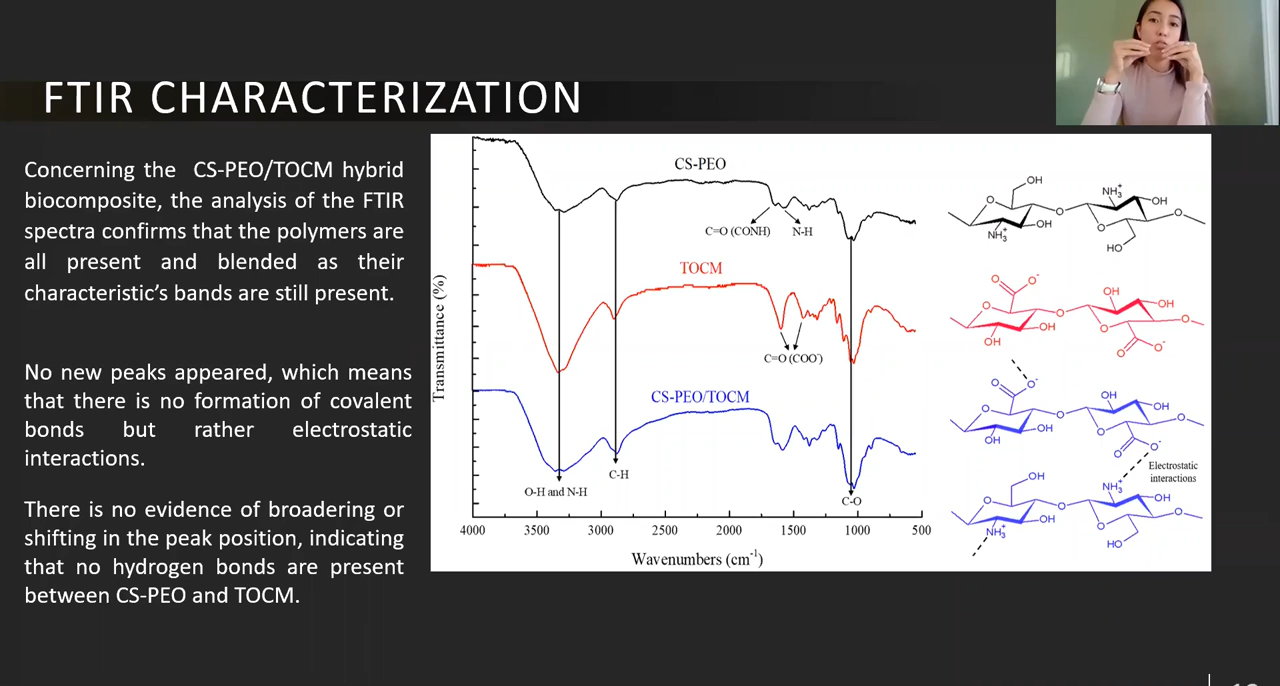 FTIR CHARACTERIZATION
Concerning the CS-PEO/TOCM hybrid
biocomposite, the analysis of the FTIR
spectra confirms that the polymers are
all present and blended as their
characteristic's bands are still present.
No new peaks appeared, which means
that there is no formation of covalent
bonds but rather electrostatic
interactions.
There is no evidence of broadering or
shifting in the peak position, indicating
that no hydrogen bonds are present
between CS-PEO and TOCM.
Transmittance (%)
CS-PEO
C=O (CONH)
N-H
TOCM
C=O (COO⁻)
CS-PEO/TOCM
O-H and N-H
C-H
C-O
4000
3500
3000
2500
2000
1500
1000
500
Wavenumbers (cm⁻¹)
OH
NH₃⁺
OH
O
O
O
O
OH
NH₃⁺
HO
O
O⁻
OH
OH
O
O
O
O
OH
OH
O
O⁻
O
O⁻
OH
OH
O
O
O
O
OH
OH
O
O⁻
Electrostatic
interactions
OH
NH₃⁺
OH
O
O
O
O
OH
NH₃⁺
HO